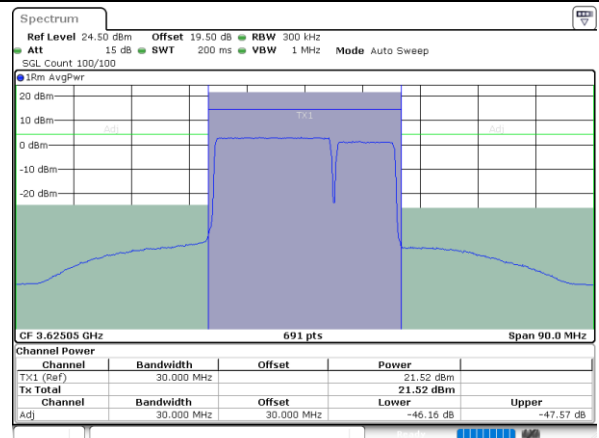 Spectrum
Ref Level 24.50 dBm Offset 19.50 dB RBW 300 kHz
Att 15 dB SWT 200 ms VBW 1 MHz Mode Auto Sweep
SGL Count 100/100
1Rm AvgPwr
20 dBm
TX1
10 dBm
Adj Adj
0 dBm
-10 dBm
-20 dBm
CF 3.62505 GHz 691 pts Span 90.0 MHz
Channel Power
Channel Bandwidth Offset Power
TX1 (Ref) 30.000 MHz 21.52 dBm
Tx Total 21.52 dBm
Channel Bandwidth Offset Lower Upper
Adj 30.000 MHz 30.000 MHz -46.16 dB -47.57 dB
Ready